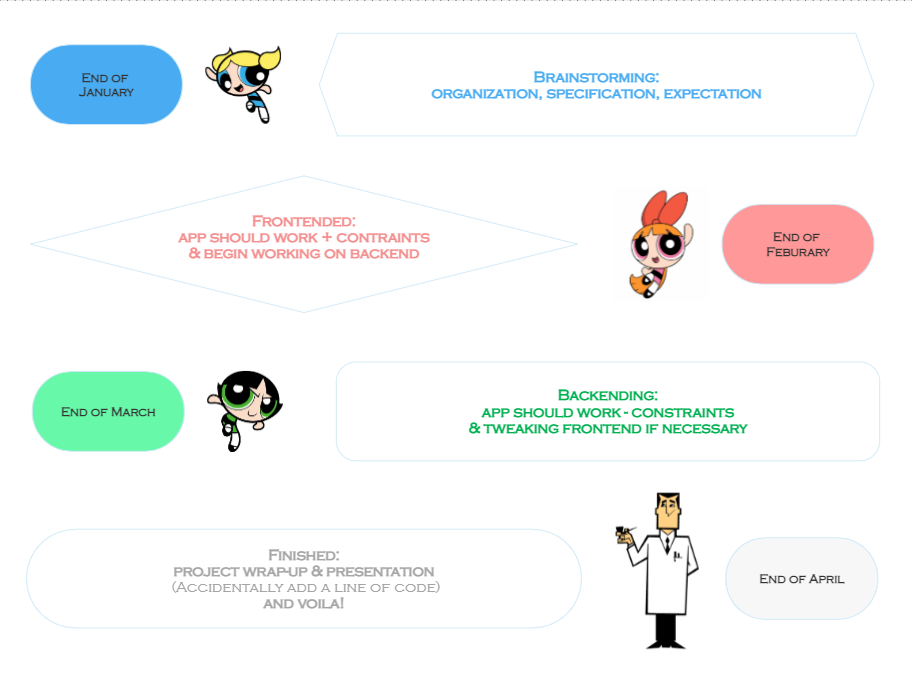 End of
January
Brainstorming:
organization, specification, expectation
Frontended:
app should work + contraints
& begin working on backend
End of
Feburary
End of March
Backending:
app should work - constraints
& tweaking frontend if necessary
Finished:
project wrap-up & presentation
(Accidentally add a line of code)
and voila!
End of April